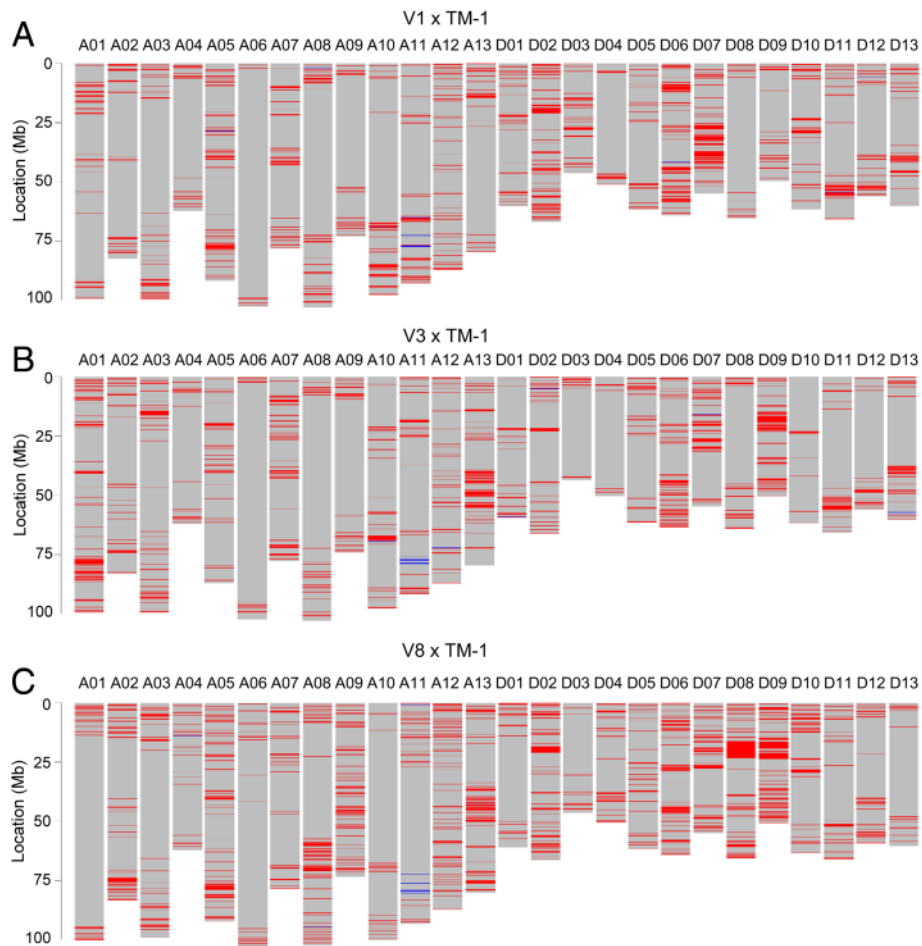 V1 x TM-1
A
A01 A02 A03 A04 A05 A06 A07 A08 A09 A10 A11 A12 A13 D01 D02 D03 D04 D05 D06 D07 D08 D09 D10 D11 D12 D13
Location (Mb)
0
25
50
75
100
V3 x TM-1
B
A01 A02 A03 A04 A05 A06 A07 A08 A09 A10 A11 A12 A13 D01 D02 D03 D04 D05 D06 D07 D08 D09 D10 D11 D12 D13
Location (Mb)
0
25
50
75
100
V8 x TM-1
C
A01 A02 A03 A04 A05 A06 A07 A08 A09 A10 A11 A12 A13 D01 D02 D03 D04 D05 D06 D07 D08 D09 D10 D11 D12 D13
Location (Mb)
0
25
50
75
100